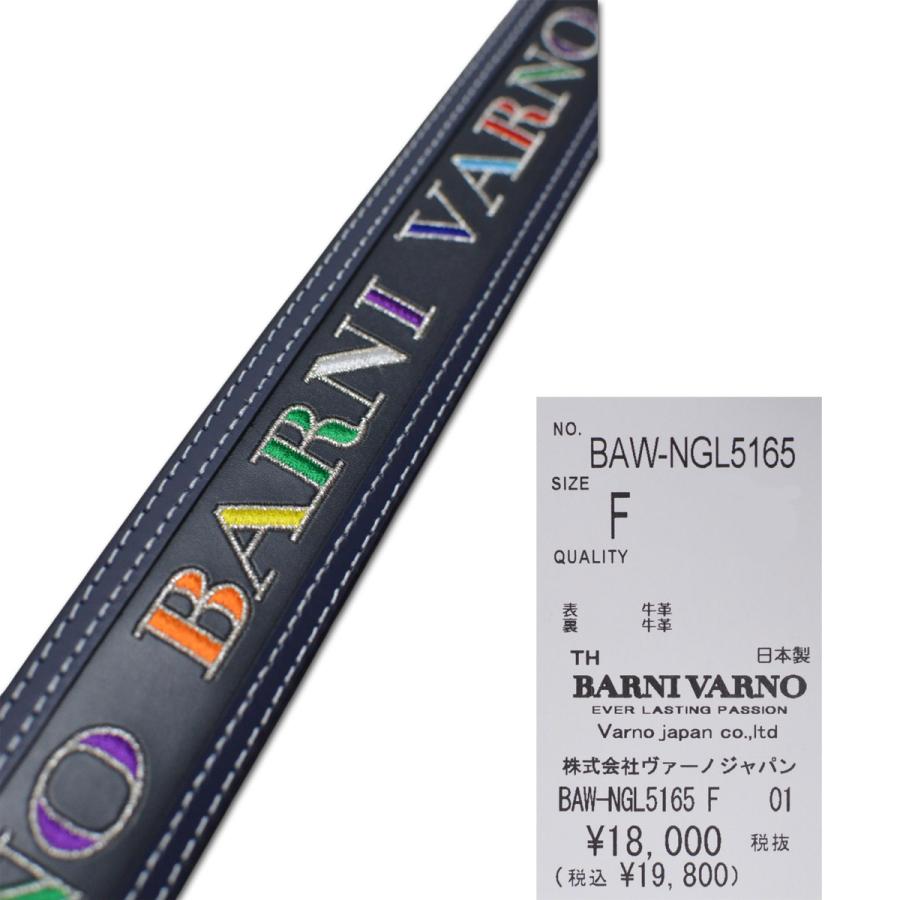 BARNI VARNO
NO
NO. BAW-NGL5165
SIZE
F
QUALITY
表 牛革
裏 牛革
TH 日本製
BARNI VARNO
EVER LASTING PASSION
Varno japan co.,ltd
株式会社ヴァーノジャパン
BAW-NGL5165 F 01
¥18,000 税抜
(税込 ¥19,800)